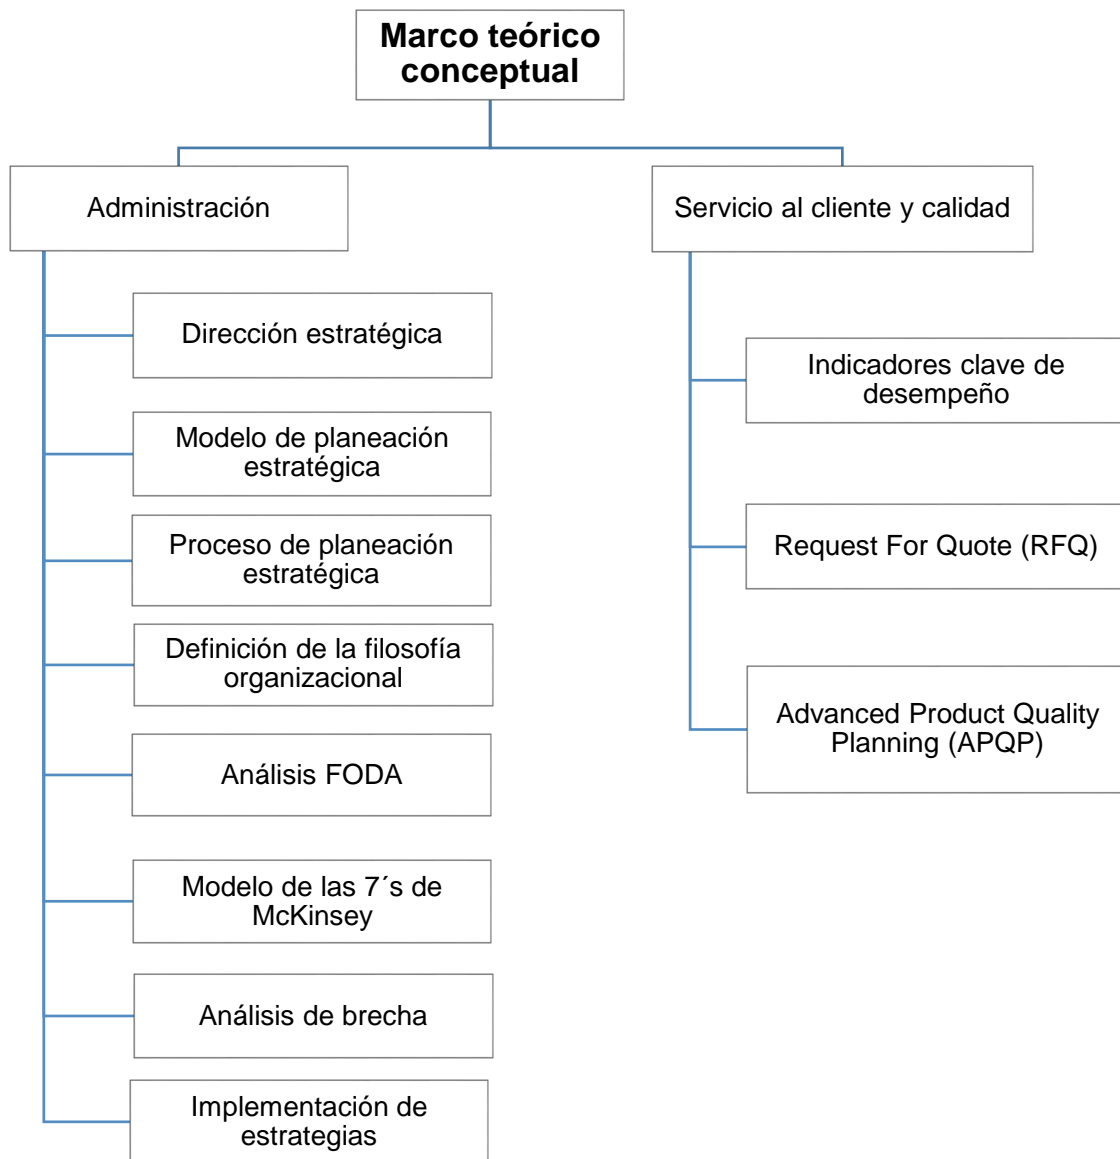 Marco teórico
conceptual
Administración
Dirección estratégica
Modelo de planeación
estratégica
Proceso de planeación
estratégica
Definición de la filosofía
organizacional
Análisis FODA
Modelo de las 7´s de
McKinsey
Análisis de brecha
Implementación de
estrategias
Servicio al cliente y calidad
Indicadores clave de
desempeño
Request For Quote (RFQ)
Advanced Product Quality
Planning (APQP)